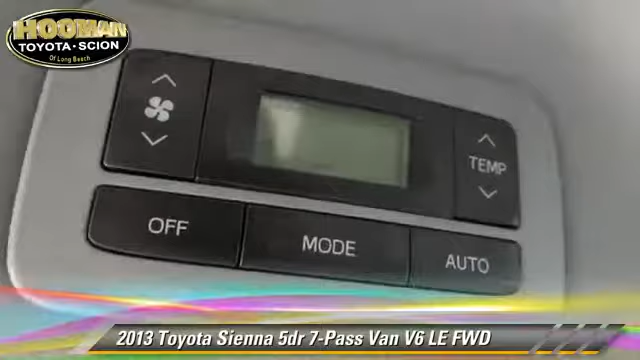 HOOMAN
TOYOTA • SCION
Of Long Beach
TEMP
OFF
MODE
AUTO
2013 Toyota Sienna 5dr 7-Pass Van V6 LE FWD